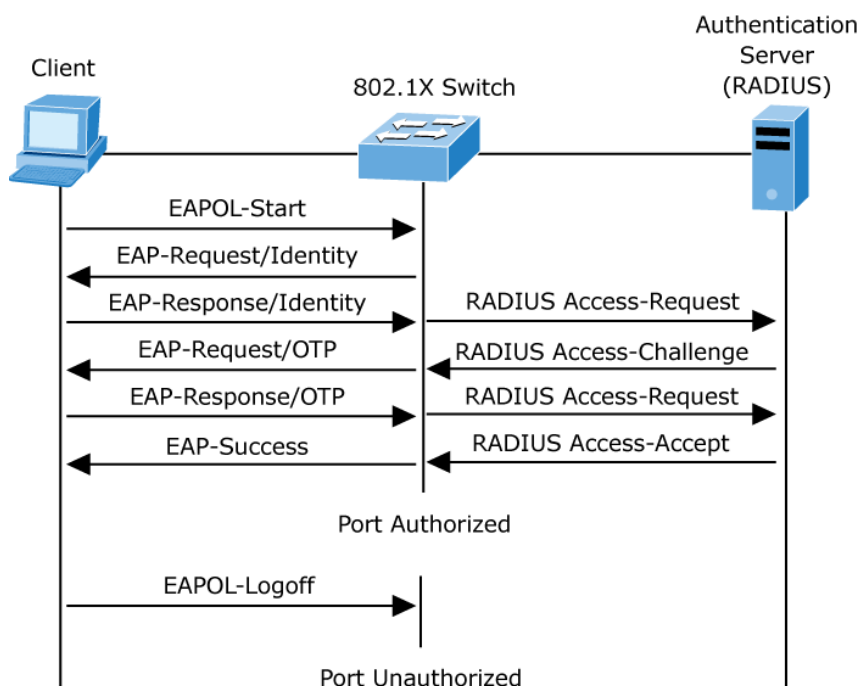 Authentication
Server
(RADIUS)
Client
802.1X Switch
EAPOL-Start
EAP-Request/Identity
EAP-Response/Identity
RADIUS Access-Request
EAP-Request/OTP
RADIUS Access-Challenge
EAP-Response/OTP
RADIUS Access-Request
EAP-Success
RADIUS Access-Accept
Port Authorized
EAPOL-Logoff
Port Unauthorized